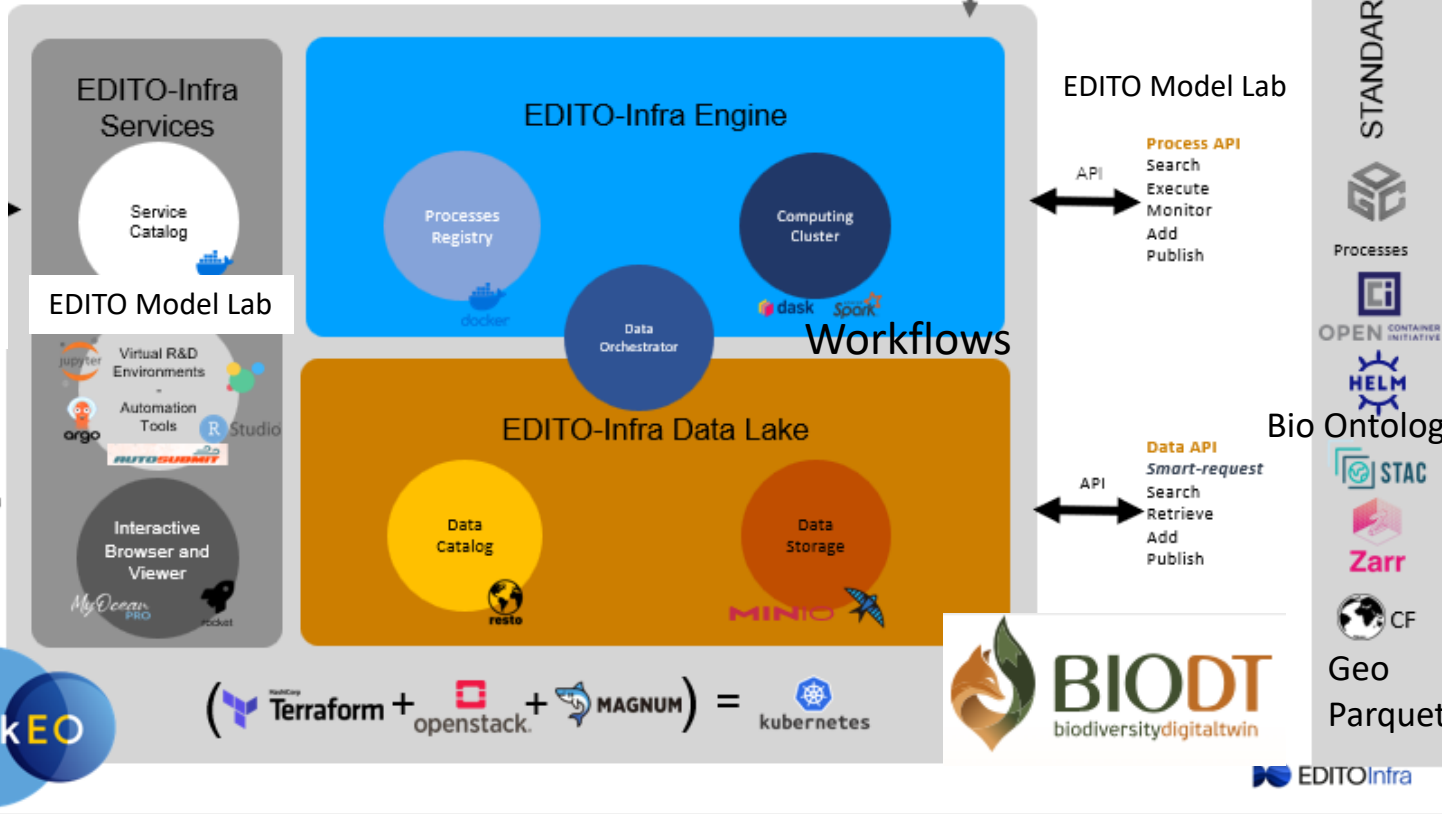 EDITO-Infra
Services
Service
Catalog
EDITO Model Lab
jupyter
Virtual R&D
Environments
-
Automation
Tools
argo
R Studio
AUTOSUBMIT
Interactive
Browser and
Viewer
MyOcean
PRO
rocket
EDITO-Infra Engine
Processes
Registry
docker
Computing
Cluster
dask
Spark
Data
Orchestrator
Workflows
EDITO-Infra Data Lake
Data
Catalog
resto
Data
Storage
MINIO
EDITO Model Lab
API
Process API
Search
Execute
Monitor
Add
Publish
API
Data API
Smart-request
Search
Retrieve
Add
Publish
STANDAR
OGC
Processes
OPEN CONTAINER
INITIATIVE
HELM
Bio Ontolog
STAC
Zarr
CF
Geo
Parquet
kEO
(HashiCorp Terraform + openstack. + MAGNUM) = kubernetes
BIODT
biodiversitydigitaltwin
EDITOInfra